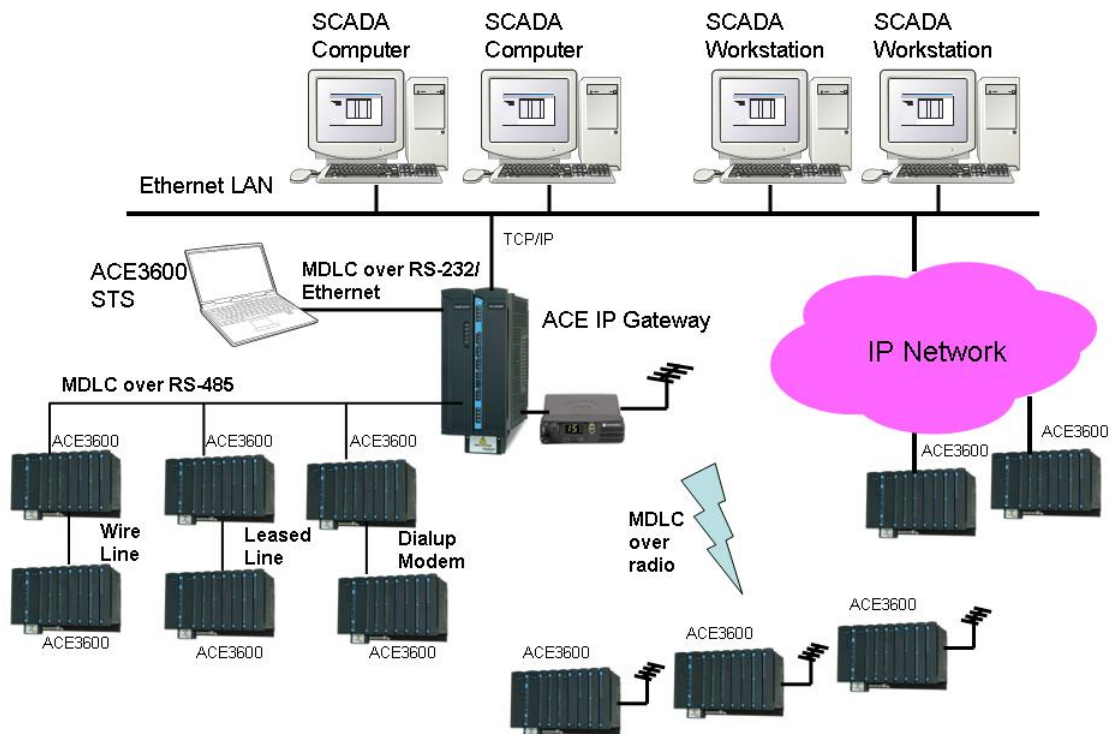 SCADA
Computer
SCADA
Computer
SCADA
Workstation
SCADA
Workstation
Ethernet LAN
TCP/IP
ACE3600
STS
MDLC over RS-232/
Ethernet
ACE IP Gateway
IP Network
MDLC over RS-485
ACE3600
ACE3600
ACE3600
ACE3600
ACE3600
Wire
Line
Leased
Line
Dialup
Modem
MDLC
over
radio
ACE3600
ACE3600
ACE3600
ACE3600
ACE3600
ACE3600